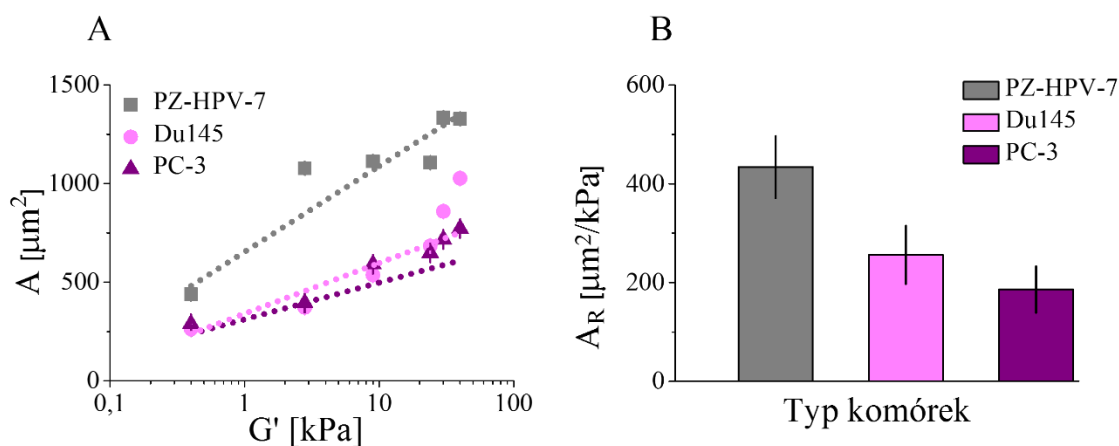 A
B
1500
1000
500
0
A [μm²]
PZ-HPV-7
Du145
PC-3
0,1
1
10
100
G' [kPa]
600
400
200
0
A_R [μm²/kPa]
PZ-HPV-7
Du145
PC-3
Typ komórek